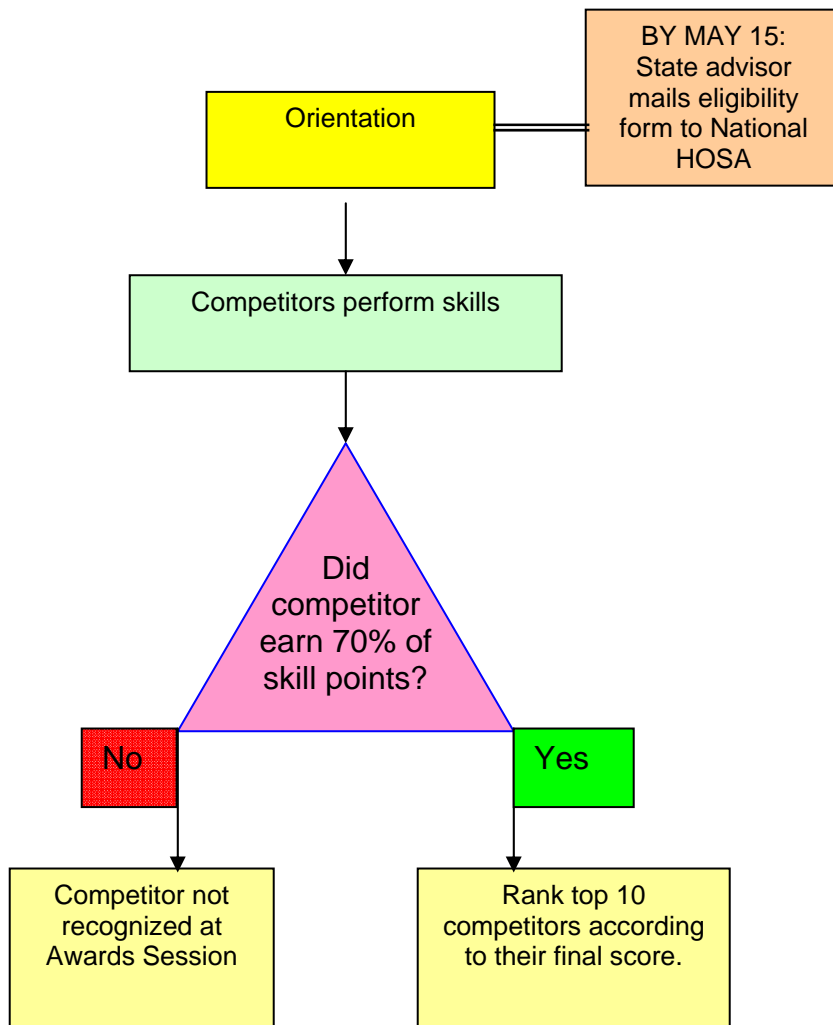 BY MAY 15:
State advisor
mails eligibility
form to National
HOSA
Orientation
Competitors perform skills
Did
competitor
earn 70% of
skill points?
No
Yes
Competitor not
recognized at
Awards Session
Rank top 10
competitors according
to their final score.